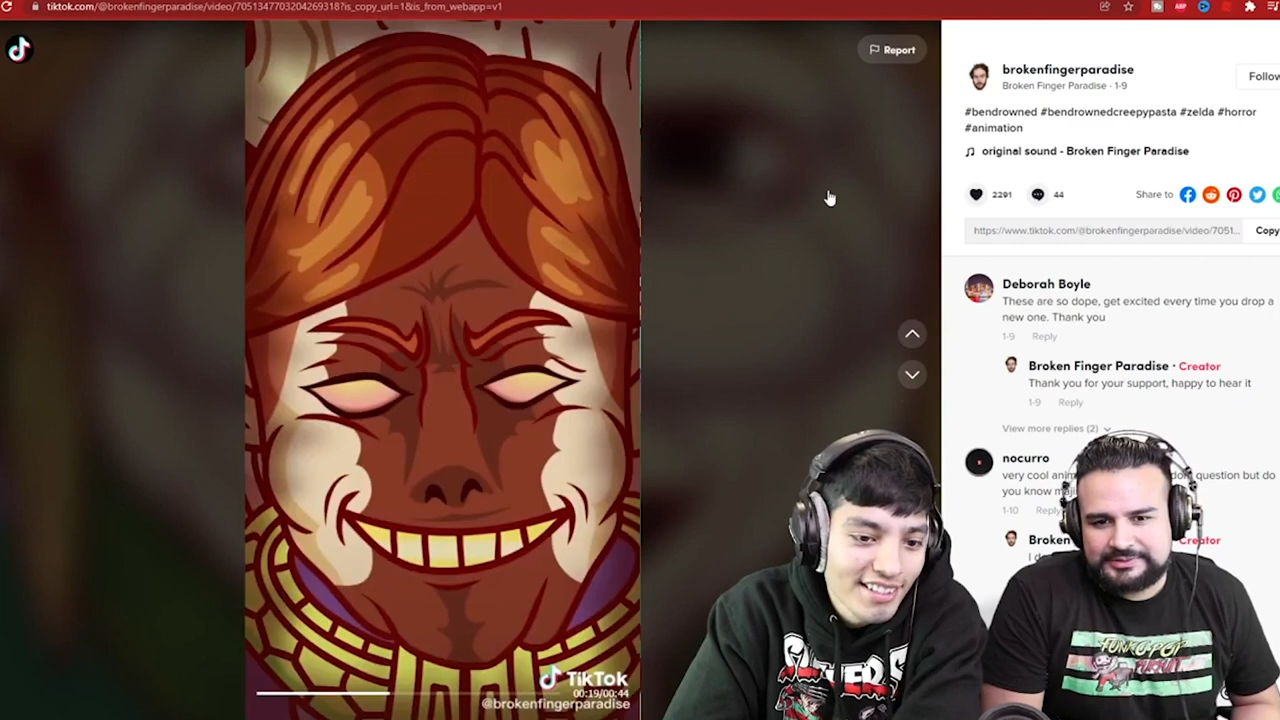 tiktok.com/@brokenfingerparadise/video/7051347703204269318?is_copy_url=1&is_from_webapp=v1
ABP
Report
brokenfingerparadise
Broken Finger Paradise · 1-9
Follow
#bendrowned #bendrownedcreepypasta #zelda #horror
#animation
original sound - Broken Finger Paradise
2291
44
Share to
https://www.tiktok.com/@brokenfingerparadise/video/7051...
Copy
Deborah Boyle
These are so dope, get excited every time you drop a
new one. Thank you
1-9 Reply
Broken Finger Paradise · Creator
Thank you for your support, happy to hear it
1-9 Reply
View more replies (2)
nocurro
very cool question but do
you know
1-10 Reply
Broken Creator
I
TikTok
00:19/00:44
@brokenfingerparadise
FUNKO POP
PURSUIT